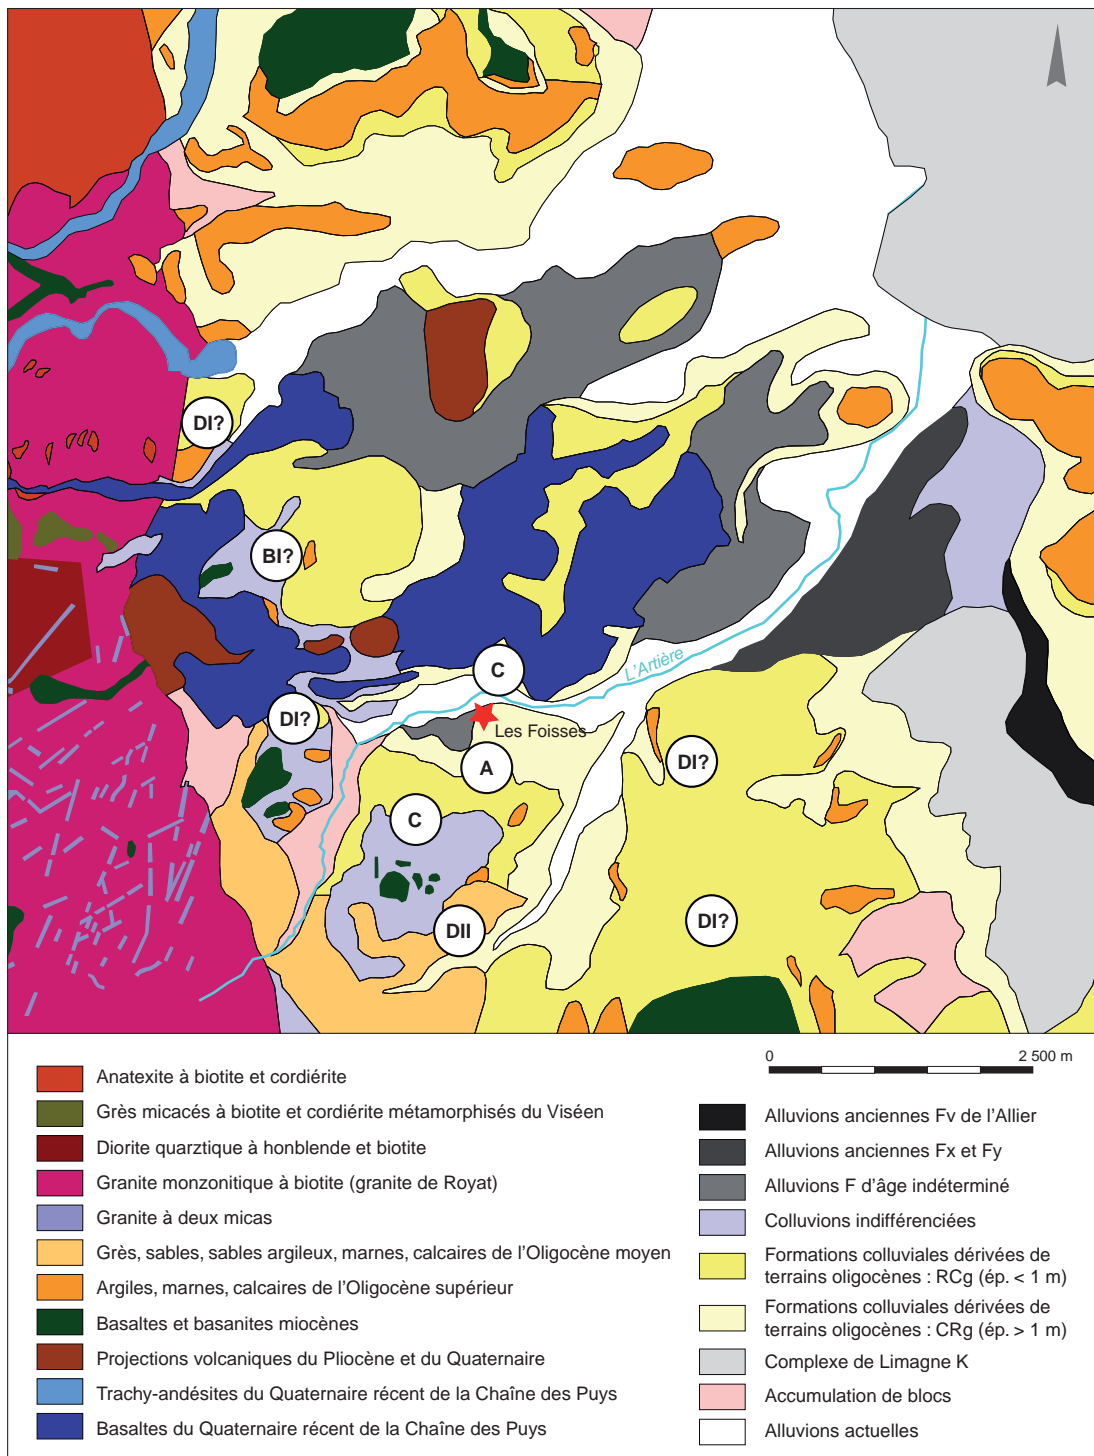 DI?
BI?
C
L'Artière
DI?
Les Foisses
A
DI?
C
DII
DI?
0
2 500 m
Anatexite à biotite et cordiérite
Grès micacés à biotite et cordiérite métamorphisés du Viséen
Diorite quarztique à honblende et biotite
Granite monzonitique à biotite (granite de Royat)
Granite à deux micas
Grès, sables, sables argileux, marnes, calcaires de l'Oligocène moyen
Argiles, marnes, calcaires de l'Oligocène supérieur
Basaltes et basanites miocènes
Projections volcaniques du Pliocène et du Quaternaire
Trachy-andésites du Quaternaire récent de la Chaîne des Puys
Basaltes du Quaternaire récent de la Chaîne des Puys
Alluvions anciennes Fv de l'Allier
Alluvions anciennes Fx et Fy
Alluvions F d'âge indéterminé
Colluvions indifférenciées
Formations colluviales dérivées de
terrains oligocènes : RCg (ép. < 1 m)
Formations colluviales dérivées de
terrains oligocènes : CRg (ép. > 1 m)
Complexe de Limagne K
Accumulation de blocs
Alluvions actuelles